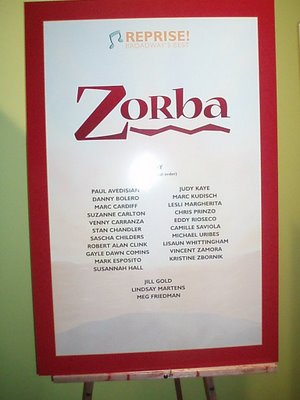 REPRISE!
BROADWAY'S BEST
ZORBA
order)
PAUL AVEDISIAN
DANNY BOLERO
MARC CARDIFF
SUZANNE CARLTON
VENNY CARRANZA
STAN CHANDLER
SASCHA CHILDERS
ROBERT ALAN CLINK
GAYLE DAWN COMINS
MARK ESPOSITO
SUSANNAH HALL
JUDY KAYE
MARC KUDISCH
LESLI MARGHERITA
CHRIS PRINZO
EDDY RIOSECO
CAMILLE SAVIOLA
MICHAEL URIBES
LISAUN WHITTINGHAM
VINCENT ZAMORA
KRISTINE ZBORNIK
JILL GOLD
LINDSAY MARTENS
MEG FRIEDMAN